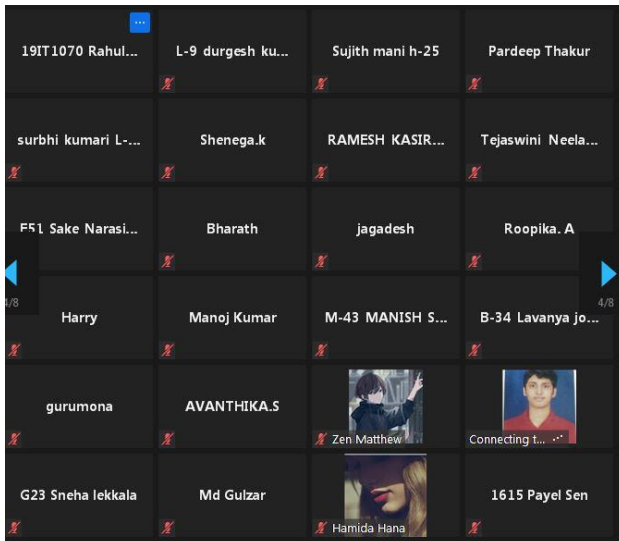 19IT1070 Rahul...
L-9 durgesh ku...
Sujith mani h-25
Pardeep Thakur
surbhi kumari L-...
Shenega.k
RAMESH KASIR...
Tejaswini Neela...
E51 Sake Narasi...
Bharath
jagadesh
Roopika. A
4/8
4/8
Harry
Manoj Kumar
M-43 MANISH S...
B-34 Lavanya jo...
gurumona
AVANTHIKA.S
Zen Matthew
Connecting t...
G23 Sneha lekkala
Md Gulzar
Hamida Hana
1615 Payel Sen